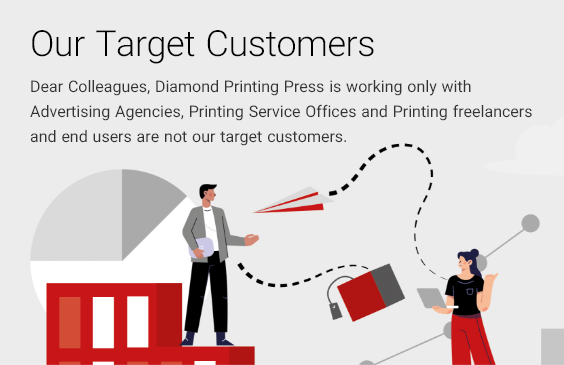 Our Target Customers
Dear Colleagues, Diamond Printing Press is working only with
Advertising Agencies, Printing Service Offices and Printing freelancers
and end users are not our target customers.